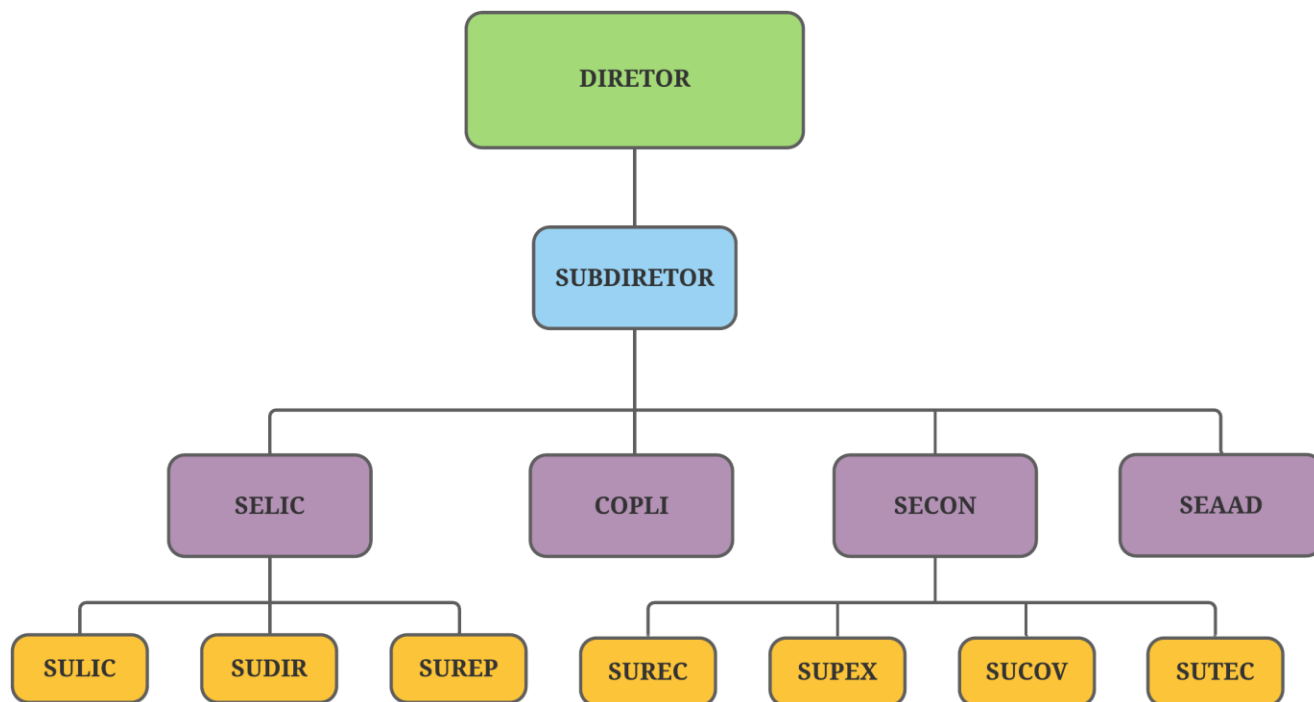 DIRETOR
SUBDIRETOR
SELIC
COPLI
SECON
SEAAD
SULIC
SUDIR
SUREP
SUREC
SUPEX
SUCOV
SUTEC